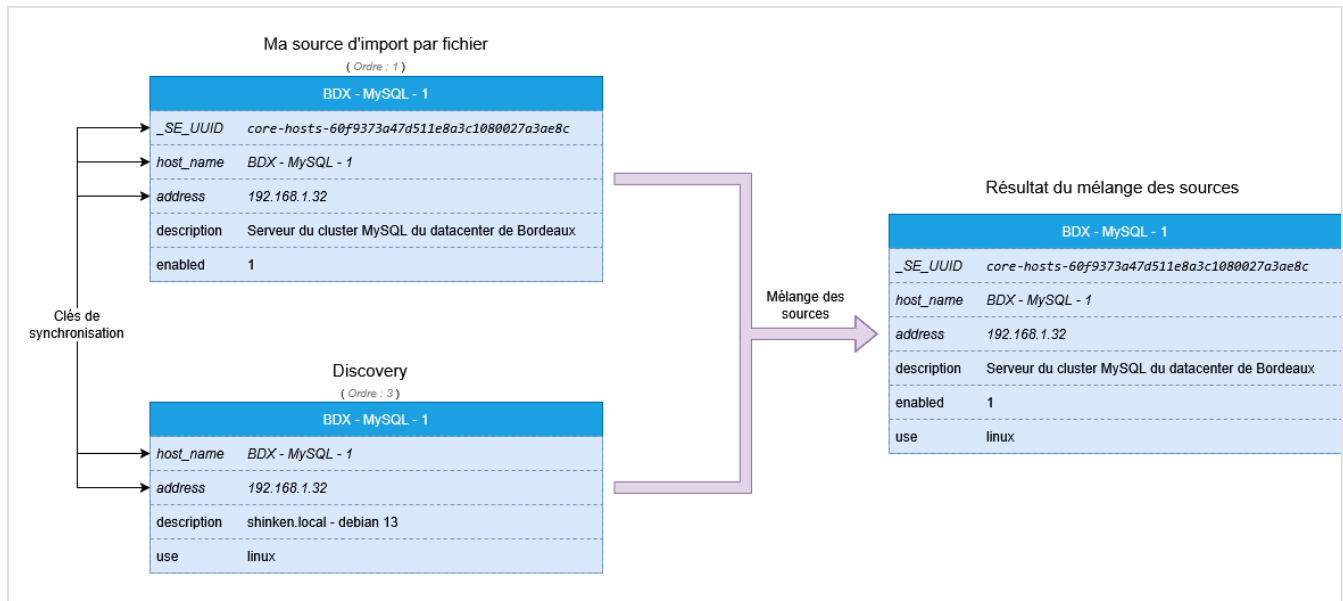 Ma source d'import par fichier
( Ordre : 1 )
BDX - MySQL - 1
_SE_UUID core-hosts-60f9373a47d511e8a3c1080027a3ae8c
host_name BDX - MySQL - 1
address 192.168.1.32
description Serveur du cluster MySQL du datacenter de Bordeaux
enabled 1
Clés de
synchronisation
Discovery
( Ordre : 3 )
BDX - MySQL - 1
host_name BDX - MySQL - 1
address 192.168.1.32
description shinken.local - debian 13
use linux
Mélange des
sources
Résultat du mélange des sources
BDX - MySQL - 1
_SE_UUID core-hosts-60f9373a47d511e8a3c1080027a3ae8c
host_name BDX - MySQL - 1
address 192.168.1.32
description Serveur du cluster MySQL du datacenter de Bordeaux
enabled 1
use linux